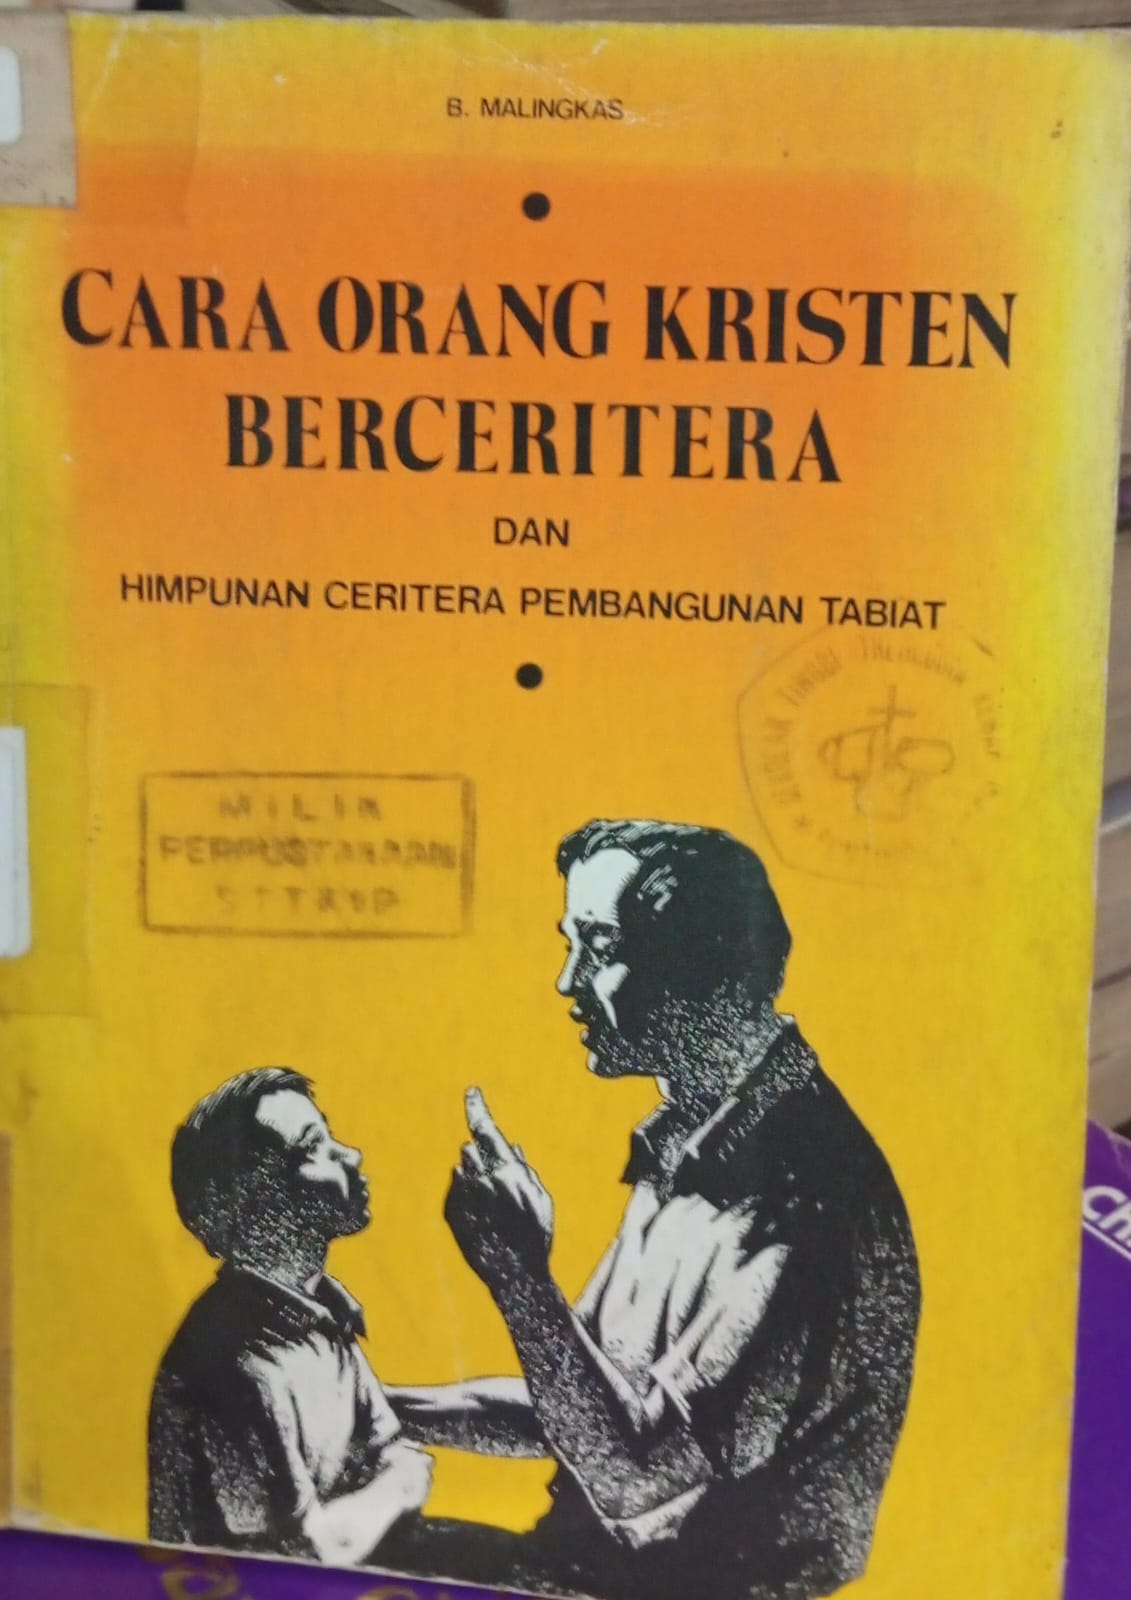 B. MALINGKAS
CARA ORANG KRISTEN
BERCERITERA
DAN
HIMPUNAN CERITERA PEMBANGUNAN TABIAT
MILIK
PERPUSTAKAAN